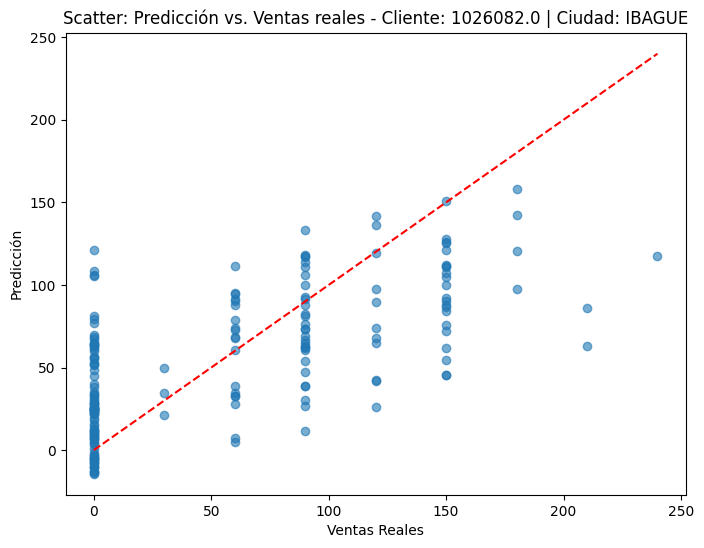 Scatter: Predicción vs. Ventas reales - Cliente: 1026082.0 | Ciudad: IBAGUE
250
200
150
100
50
0
Predicción
0 50 100 150 200 250
Ventas Reales